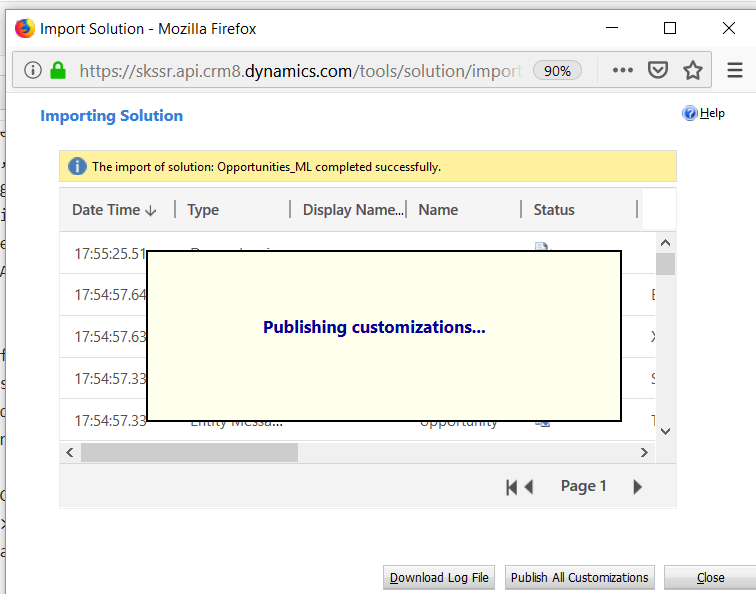 Import Solution - Mozilla Firefox
https://skssr.api.crm8.dynamics.com/tools/solution/import 90%
Importing Solution
Help
The import of solution: Opportunities_ML completed successfully.
Date Time Type Display Name... Name Status
17:55:25.51
17:54:57.64
17:54:57.63
Publishing customizations...
17:54:57.33
17:54:57.33 Entity Messa... opportunity
Page 1
Download Log File Publish All Customizations Close